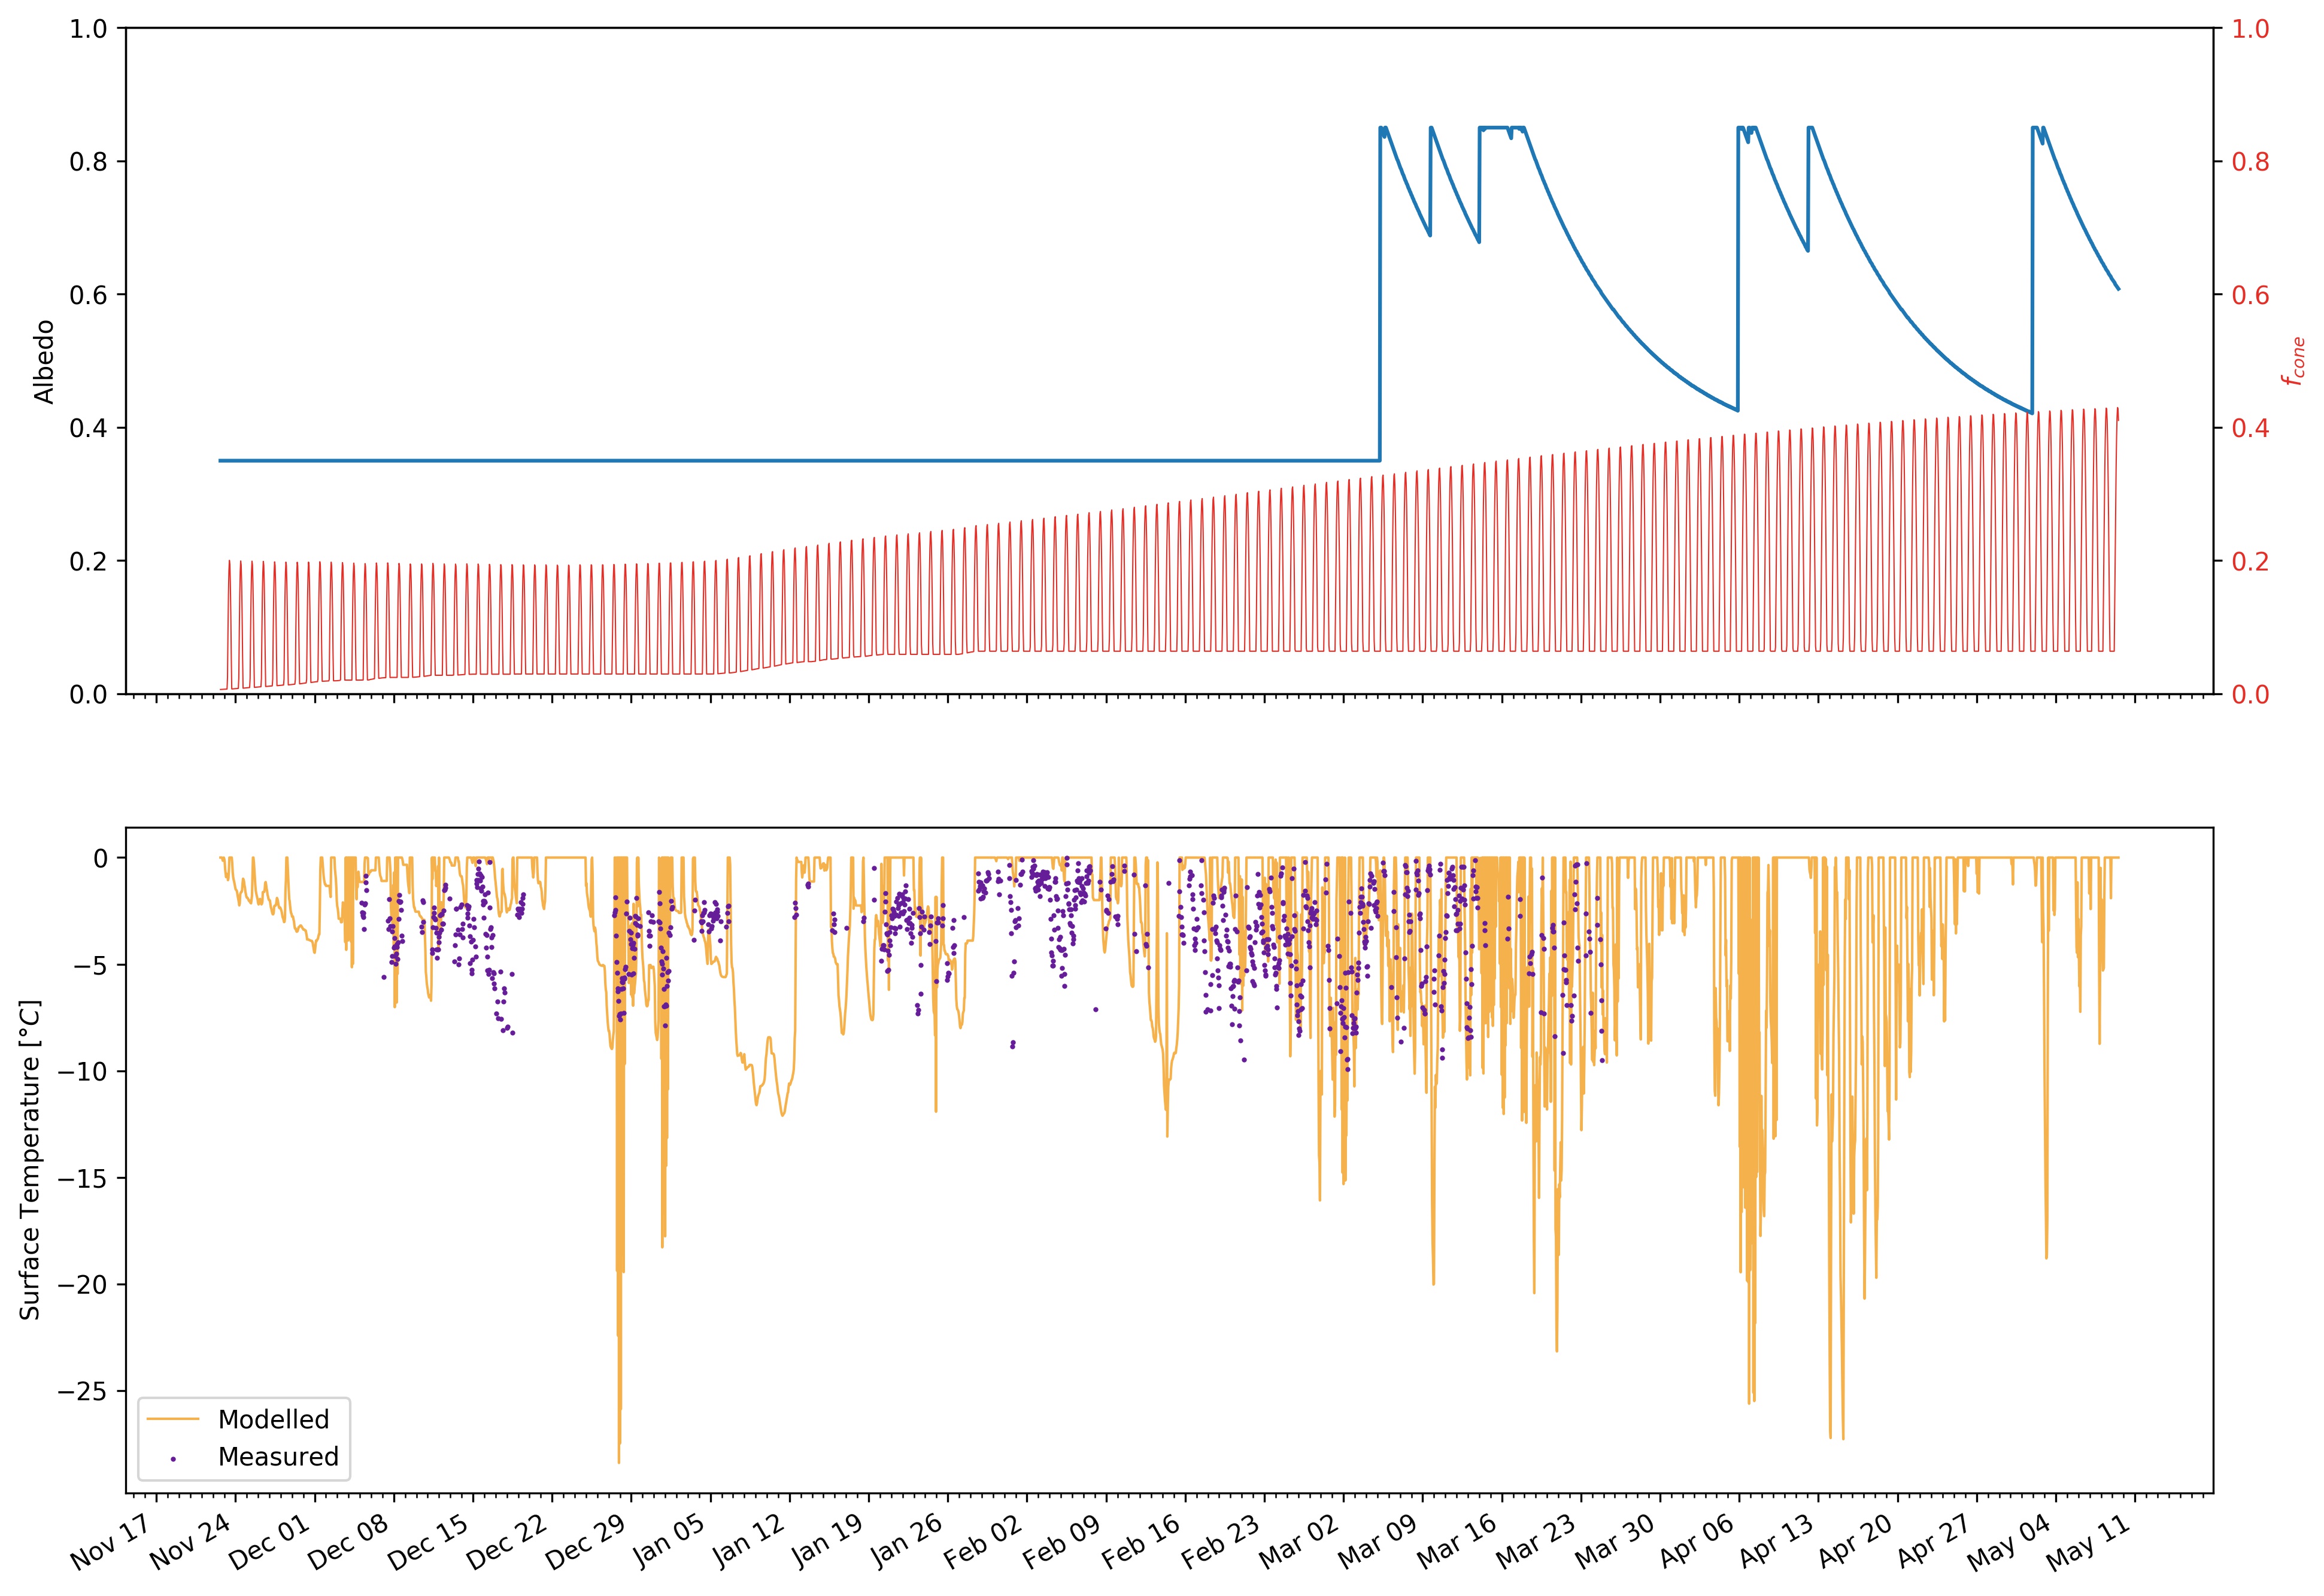 1.0
0.8
0.6
0.4
0.2
0.0
Albedo
1.0
0.8
0.6
0.4
0.2
0.0
f_cone
0
−5
−10
−15
−20
−25
Surface Temperature [°C]
Modelled
Measured
Nov 17
Nov 24
Dec 01
Dec 08
Dec 15
Dec 22
Dec 29
Jan 05
Jan 12
Jan 19
Jan 26
Feb 02
Feb 09
Feb 16
Feb 23
Mar 02
Mar 09
Mar 16
Mar 23
Mar 30
Apr 06
Apr 13
Apr 20
Apr 27
May 04
May 11